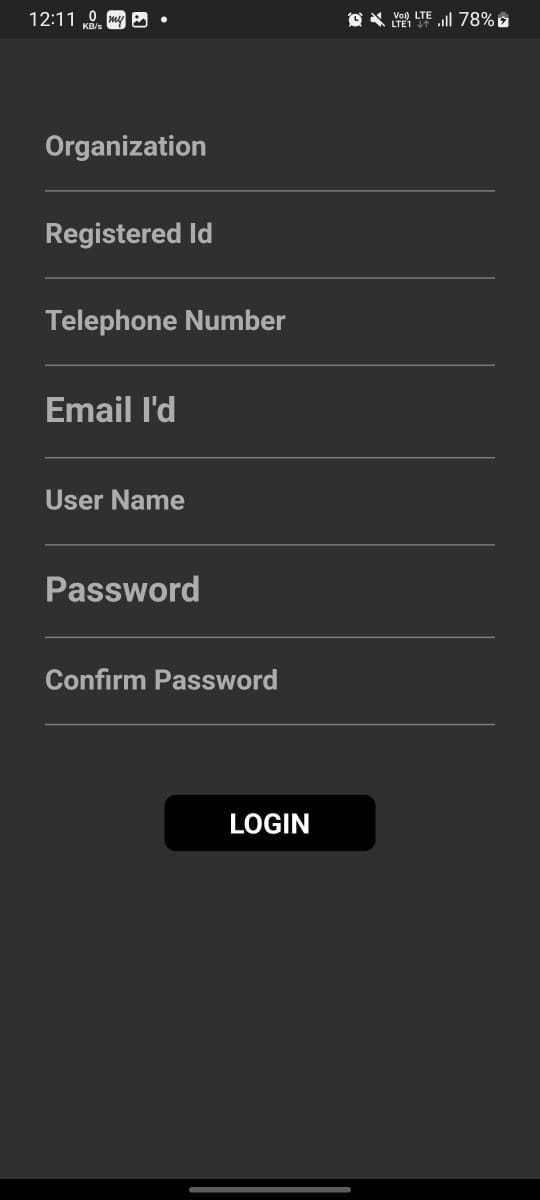 12:11 0 KB/s my Vo)) LTE1 LTE 78%
Organization
Registered Id
Telephone Number
Email I'd
User Name
Password
Confirm Password
LOGIN